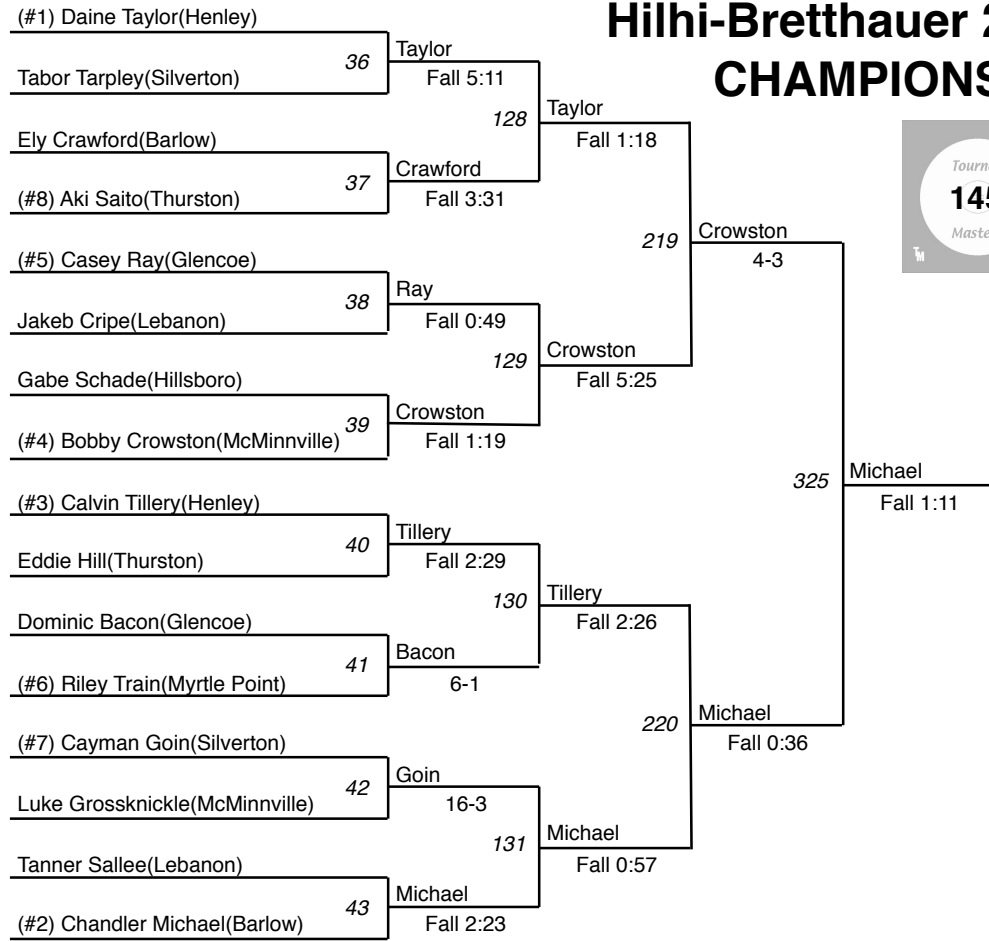 Hilhi-Bretthauer 2
CHAMPIONS
(#1) Daine Taylor(Henley)
36
Taylor
Fall 5:11
Tabor Tarpley(Silverton)
128
Taylor
Fall 1:18
Ely Crawford(Barlow)
37
Crawford
Fall 3:31
(#8) Aki Saito(Thurston)
219
Crowston
4-3
(#5) Casey Ray(Glencoe)
38
Ray
Fall 0:49
Jakeb Cripe(Lebanon)
129
Crowston
Fall 5:25
Gabe Schade(Hillsboro)
39
Crowston
Fall 1:19
(#4) Bobby Crowston(McMinnville)
325
Michael
Fall 1:11
(#3) Calvin Tillery(Henley)
40
Tillery
Fall 2:29
Eddie Hill(Thurston)
130
Tillery
Fall 2:26
Dominic Bacon(Glencoe)
41
Bacon
6-1
(#6) Riley Train(Myrtle Point)
220
Michael
Fall 0:36
(#7) Cayman Goin(Silverton)
42
Goin
16-3
Luke Grossknickle(McMinnville)
131
Michael
Fall 0:57
Tanner Sallee(Lebanon)
43
Michael
Fall 2:23
(#2) Chandler Michael(Barlow)
Tourn
145
Maste
TM